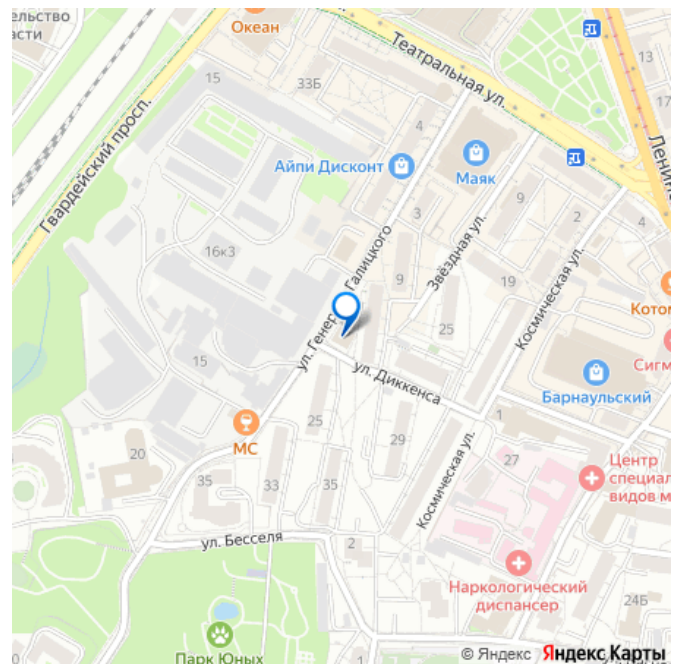 ельство
асти
Океан
15
33Б
Театральная ул.
13
17
Гвардейский просп.
4
Айпи Дисконт
Маяк
Ленинс
16к3
3
9
2
4
ул. Генер
Галицкого
9
Звёздная ул.
19
Космическая ул.
Котом
25
15
ул. Диккенса
Сигм
Барнаульский
25
1
МС
29
20
27
Центр
специал
видов м
35
33
35
Космическая ул.
ул. Бесселя
2
Наркологический
диспансер
24Б
0
Парк Юных
© Яндекс Яндекс Карты